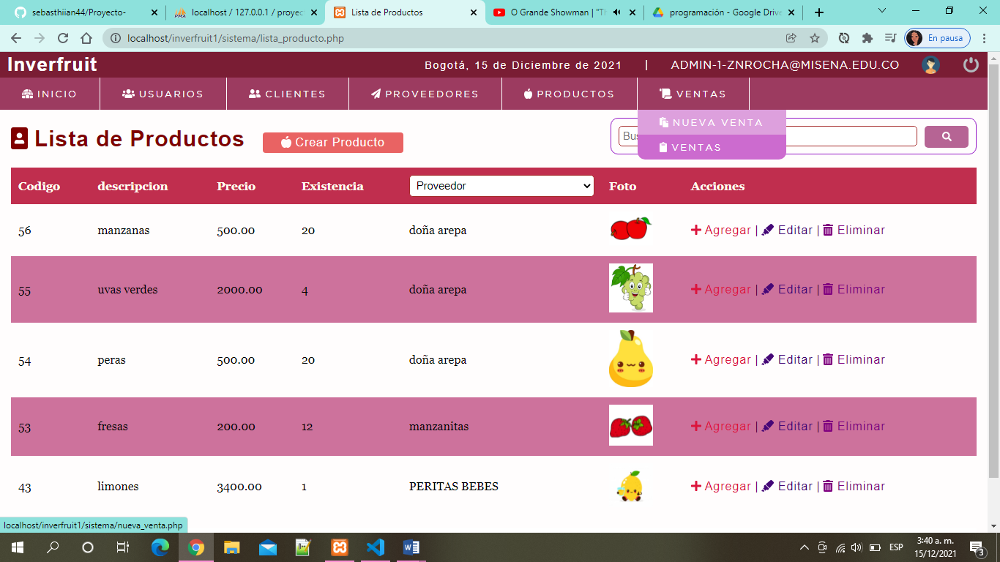 sebasthiian44/Proyecto-
localhost / 127.0.0.1 / proyec
Lista de Productos
O Grande Showman | "Th
programación - Google Drive
localhost/inverfruit1/sistema/lista_producto.php
En pausa
Inverfruit
Bogotá, 15 de Diciembre de 2021 | ADMIN-1-ZNROCHA@MISENA.EDU.CO
INICIO USUARIOS CLIENTES PROVEEDORES PRODUCTOS VENTAS
NUEVA VENTA
VENTAS
Lista de Productos
Crear Producto
Bus
Codigo descripcion Precio Existencia Proveedor Foto Acciones
56 manzanas 500.00 20 doña arepa Agregar | Editar | Eliminar
55 uvas verdes 2000.00 4 doña arepa Agregar | Editar | Eliminar
54 peras 500.00 20 doña arepa Agregar | Editar | Eliminar
53 fresas 200.00 12 manzanitas Agregar | Editar | Eliminar
43 limones 3400.00 1 PERITAS BEBES Agregar | Editar | Eliminar
localhost/inverfruit1/sistema/nueva_venta.php
ESP
3:40 a. m.
15/12/2021
3